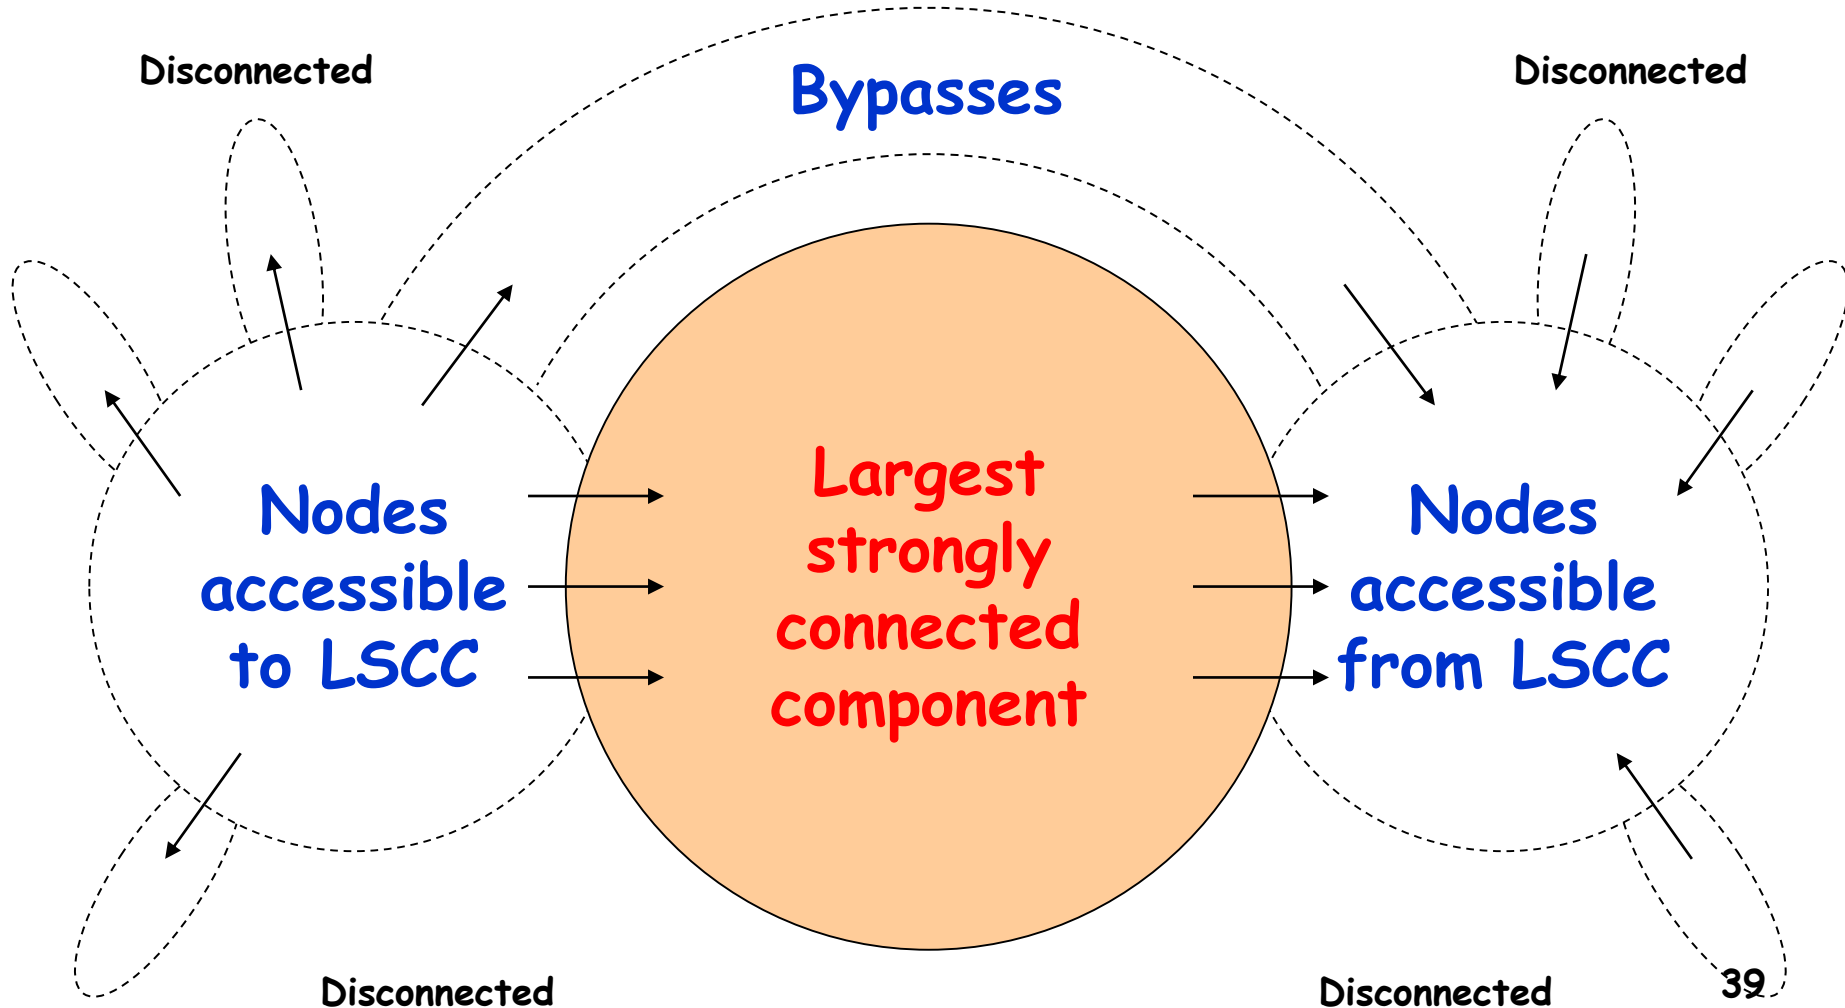 Disconnected
Disconnected
Bypasses
Nodes
accessible
to LSCC
Largest
strongly
connected
component
Nodes
accessible
from LSCC
Disconnected
Disconnected
39